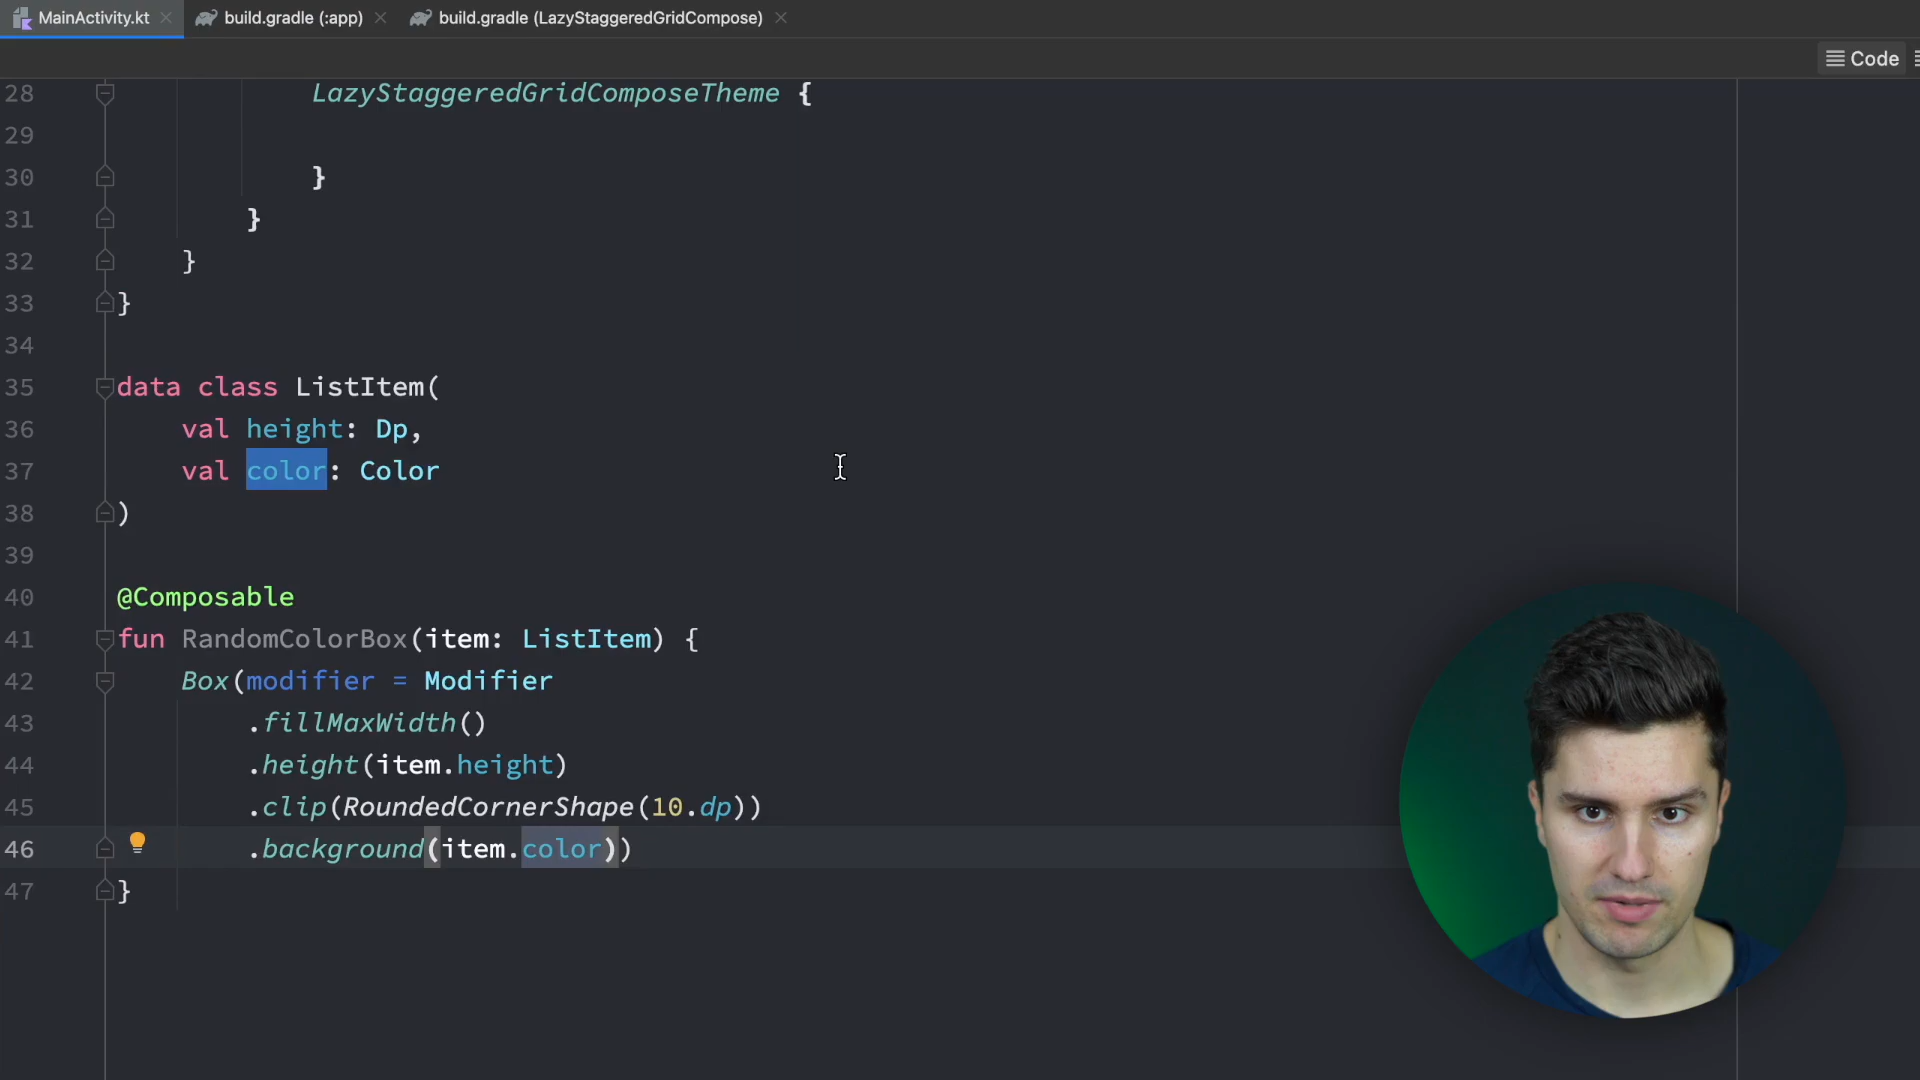 MainActivity.kt build.gradle (:app) build.gradle (LazyStaggeredGridCompose)
Code
28 LazyStaggeredGridComposeTheme {
29
30 }
31 }
32 }
33 }
34
35 data class ListItem(
36 val height: Dp,
37 val color: Color
38 )
39
40 @Composable
41 fun RandomColorBox(item: ListItem) {
42 Box(modifier = Modifier
43 .fillMaxWidth()
44 .height(item.height)
45 .clip(RoundedCornerShape(10.dp))
46 .background(item.color))
47 }